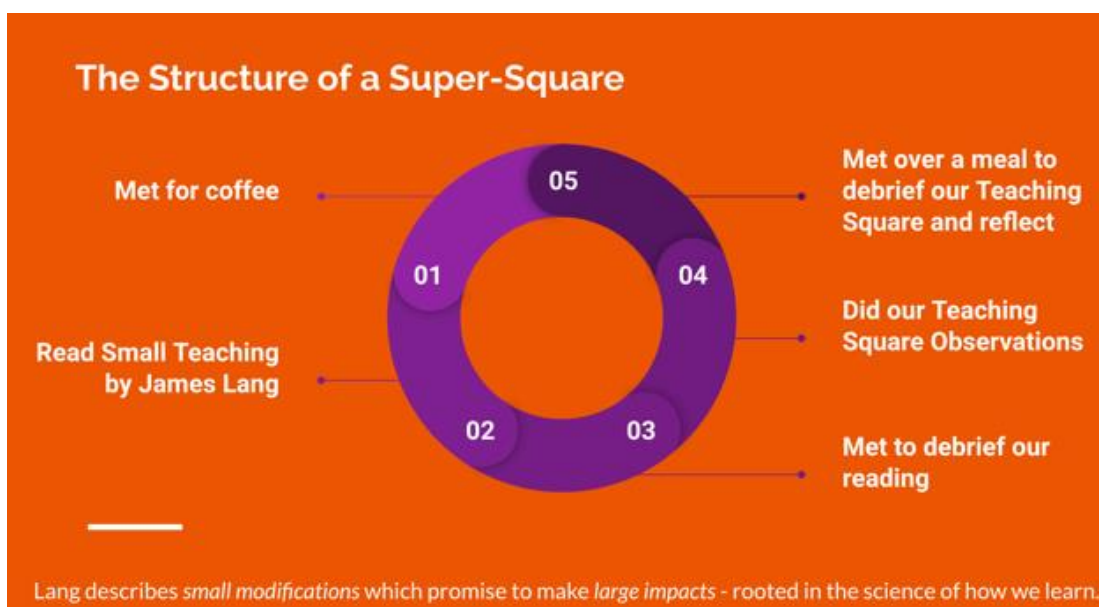 The Structure of a Super-Square
Met for coffee
01
Read Small Teaching
by James Lang
02
03
Met to debrief our
reading
04
Did our Teaching
Square Observations
05
Met over a meal to
debrief our Teaching
Square and reflect
Lang describes small modifications which promise to make large impacts - rooted in the science of how we learn.